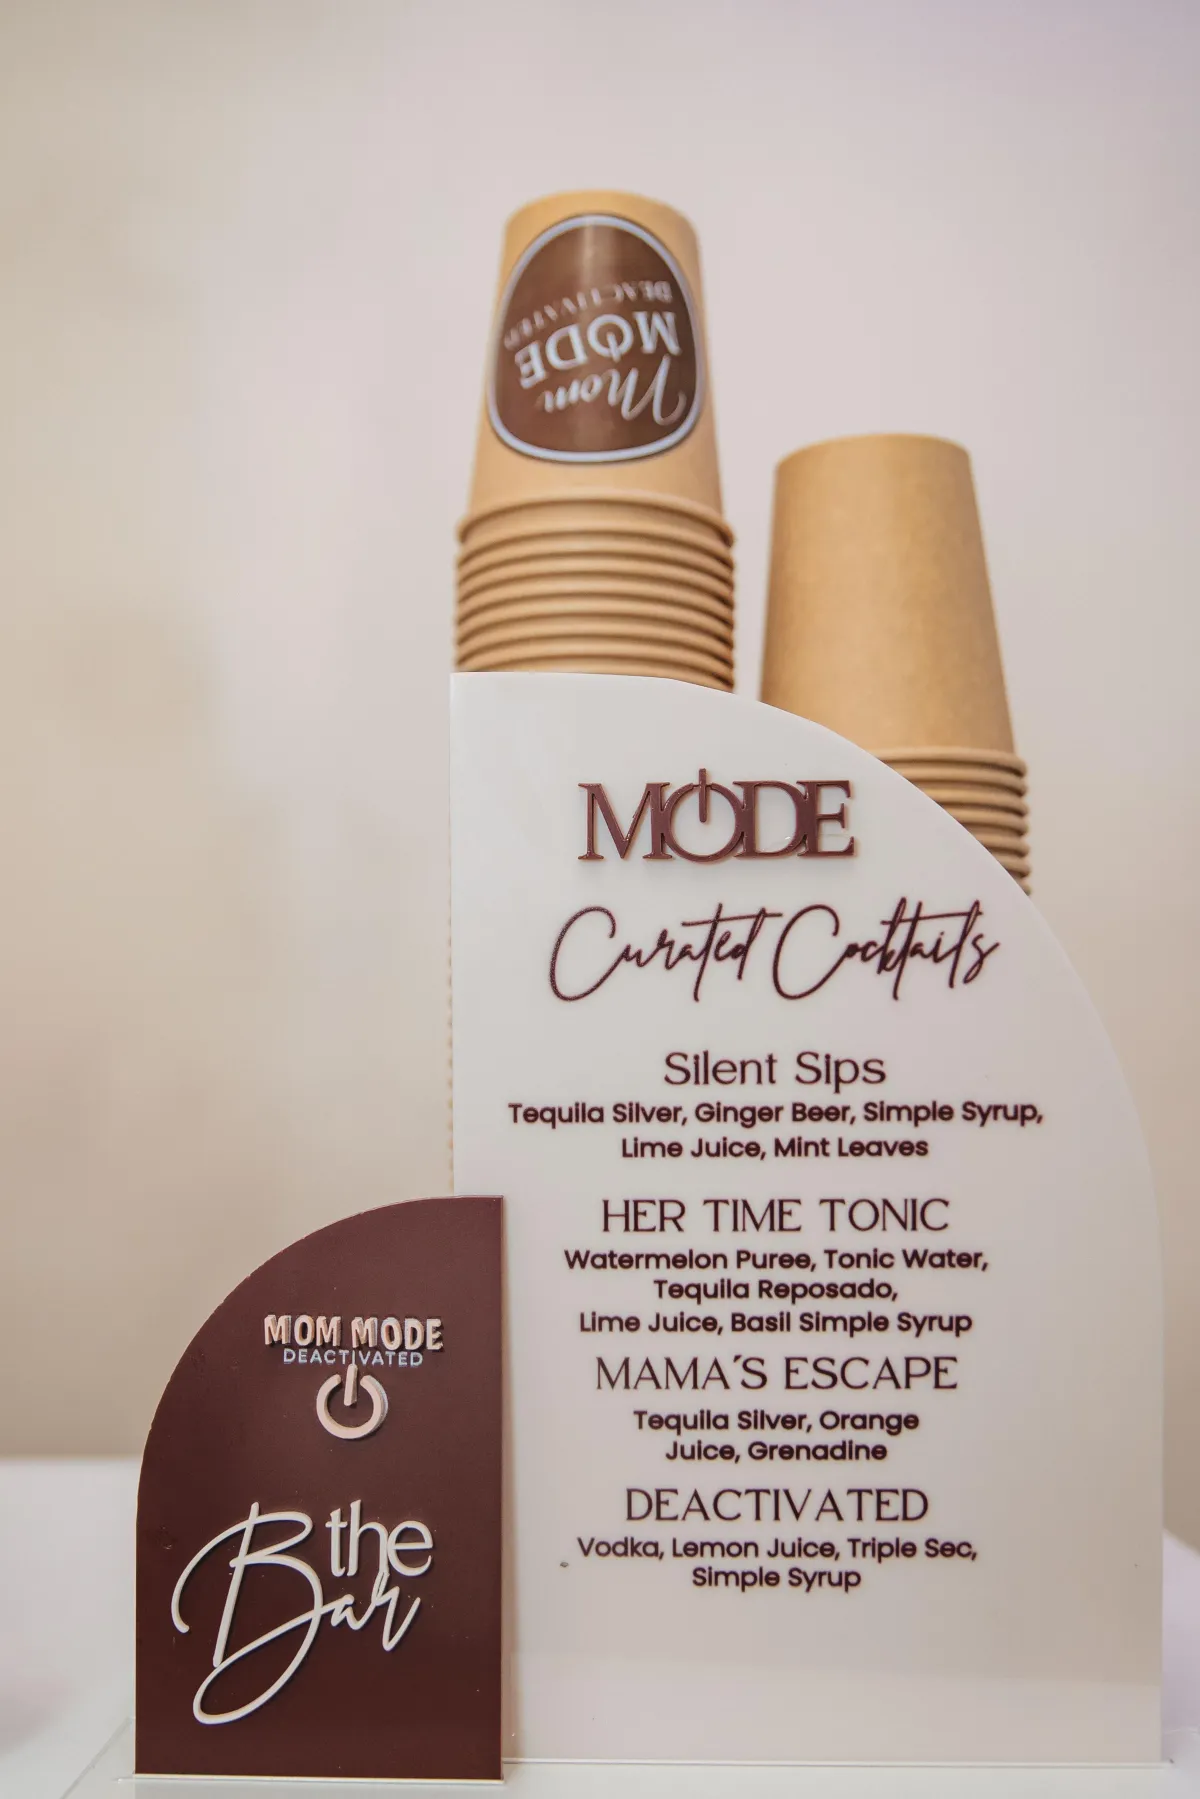 Mom
MODE
DEACTIVATED
MODE
Curated Cocktails
Silent Sips
Tequila Silver, Ginger Beer, Simple Syrup,
Lime Juice, Mint Leaves
HER TIME TONIC
Watermelon Puree, Tonic Water,
Tequila Reposado,
Lime Juice, Basil Simple Syrup
MAMA´S ESCAPE
Tequila Silver, Orange
Juice, Grenadine
DEACTIVATED
Vodka, Lemon Juice, Triple Sec,
Simple Syrup
MOM MODE
DEACTIVATED
the
Bar